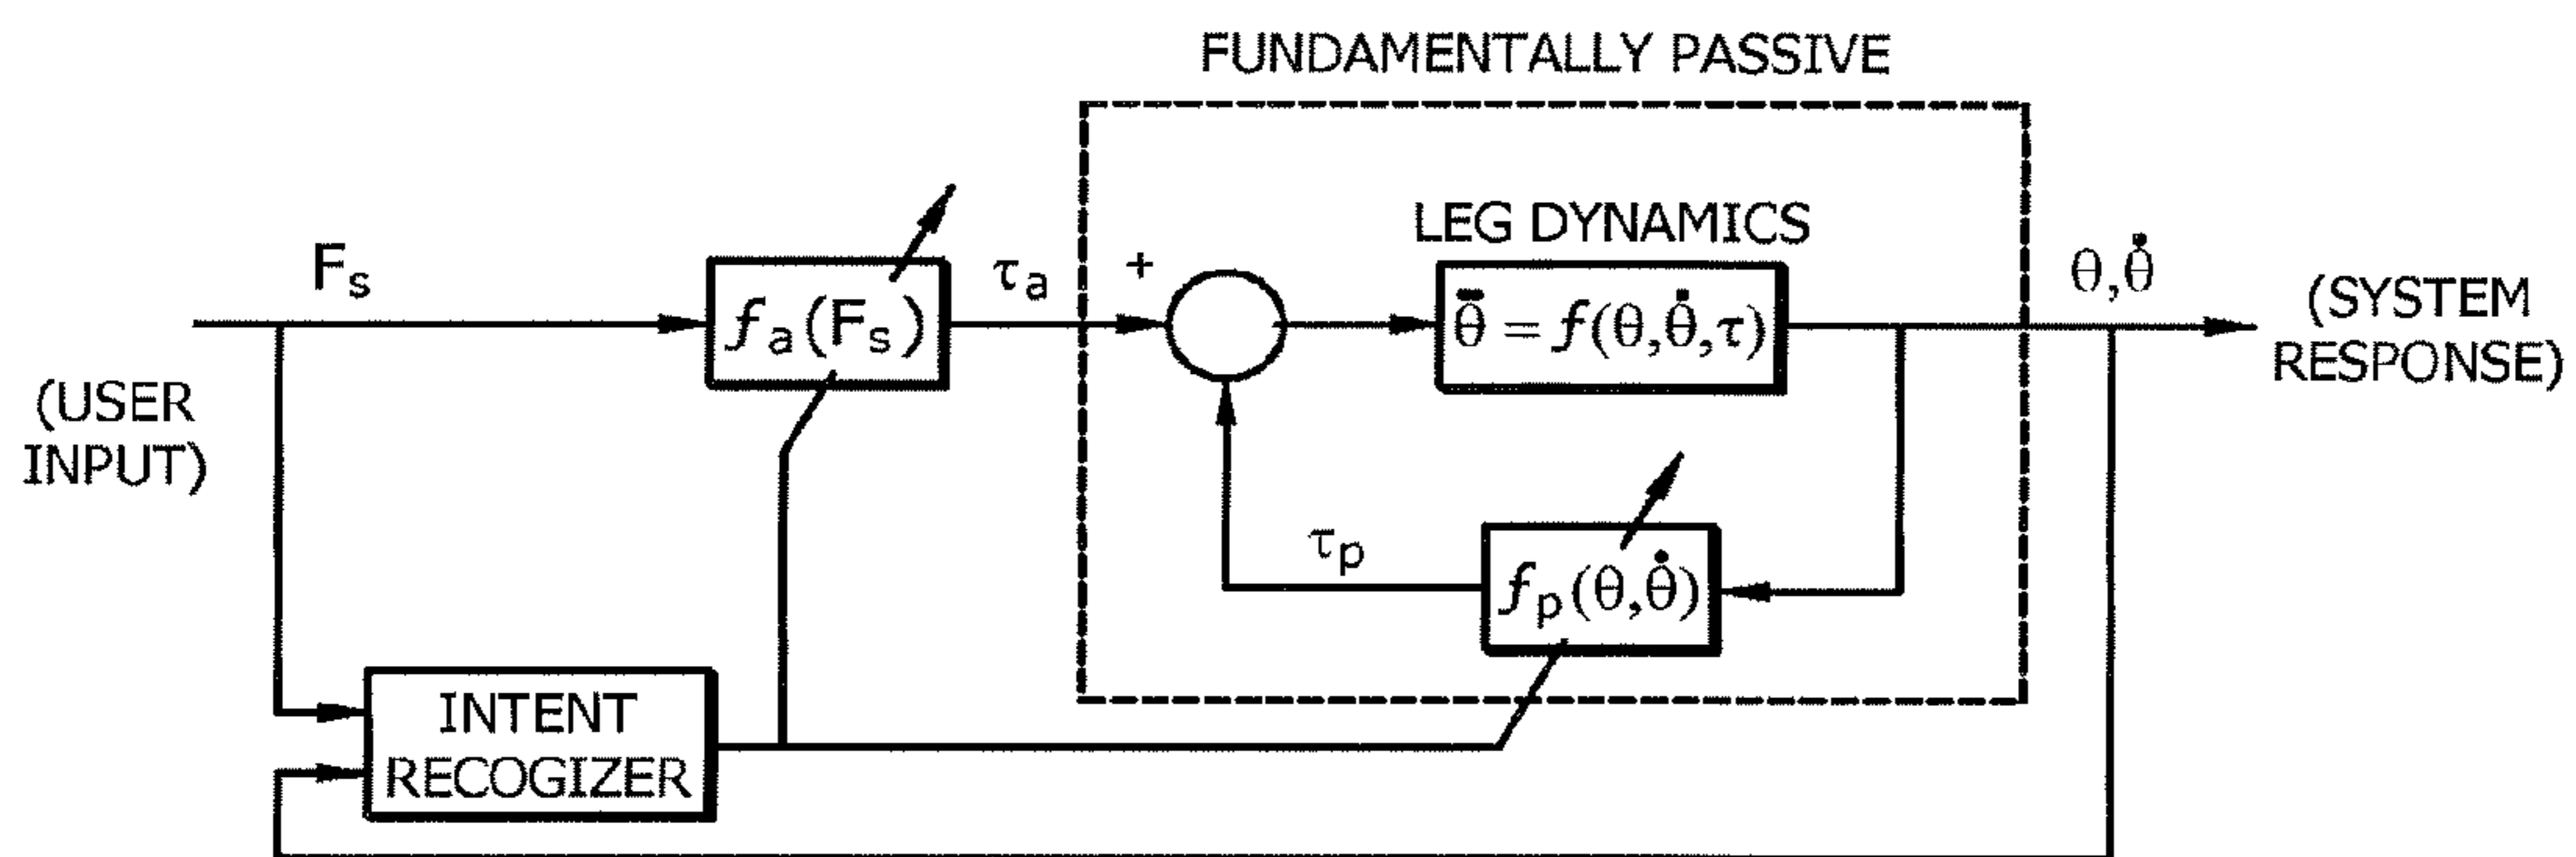 FUNDAMENTALLY PASSIVE
LEG DYNAMICS
Fₛ
fₐ(Fₛ)
τₐ
+
θ̈ = f(θ,θ̇,τ)
θ,θ̇
(SYSTEM
RESPONSE)
(USER
INPUT)
τₚ
fₚ(θ,θ̇)
INTENT
RECOGIZER